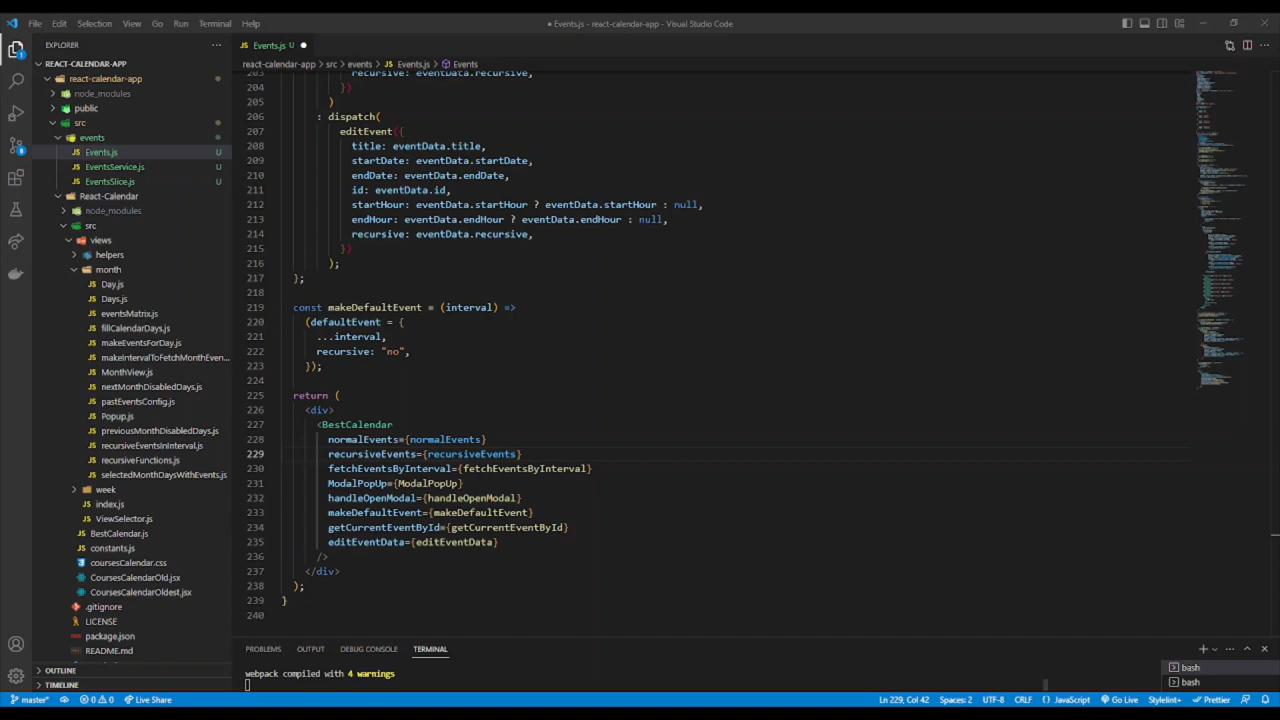 File Edit Selection View Go Run Terminal Help
● Events.js - react-calendar-app - Visual Studio Code
EXPLORER
REACT-CALENDAR-APP
react-calendar-app
node_modules
public
src
events
Events.js U
EventsService.js U
EventsSlice.js U
React-Calendar
node_modules
src
views
helpers
month
Day.js
Days.js
eventsMatrix.js
fillCalendarDays.js
makeEventsForDay.js
makeIntervalToFetchMonthEven...
MonthView.js
nextMonthDisabledDays.js
pastEventsConfig.js
Popup.js
previousMonthDisabledDays.js
recursiveEventsInInterval.js
recursiveFunctions.js
selectedMonthDaysWithEvents.js
week
index.js
ViewSelector.js
BestCalendar.js
constants.js
coursesCalendar.css
CoursesCalendarOld.jsx
CoursesCalendarOldest.jsx
.gitignore
LICENSE
package.json
README.md
OUTLINE
TIMELINE
Events.js U ●
react-calendar-app > src > events > Events.js > Events
203 recursive: eventData.recursive,
204 })
205 )
206 : dispatch(
207 editEvent({
208 title: eventData.title,
209 startDate: eventData.startDate,
210 endDate: eventData.endDate,
211 id: eventData.id,
212 startHour: eventData.startHour ? eventData.startHour : null,
213 endHour: eventData.endHour ? eventData.endHour : null,
214 recursive: eventData.recursive,
215 })
216 );
217 };
218
219 const makeDefaultEvent = (interval) =>
220 (defaultEvent = {
221 ...interval,
222 recursive: "no",
223 });
224
225 return (
226 <div>
227 <BestCalendar
228 normalEvents={normalEvents}
229 recursiveEvents={recursiveEvents}
230 fetchEventsByInterval={fetchEventsByInterval}
231 ModalPopUp={ModalPopUp}
232 handleOpenModal={handleOpenModal}
233 makeDefaultEvent={makeDefaultEvent}
234 getCurrentEventById={getCurrentEventById}
235 editEventData={editEventData}
236 />
237 </div>
238 );
239 }
240
PROBLEMS OUTPUT DEBUG CONSOLE TERMINAL
webpack compiled with 4 warnings
bash
bash
master* 0 0 Live Share
Ln 229, Col 42 Spaces: 2 UTF-8 CRLF {} JavaScript Go Live Stylelint+ Prettier